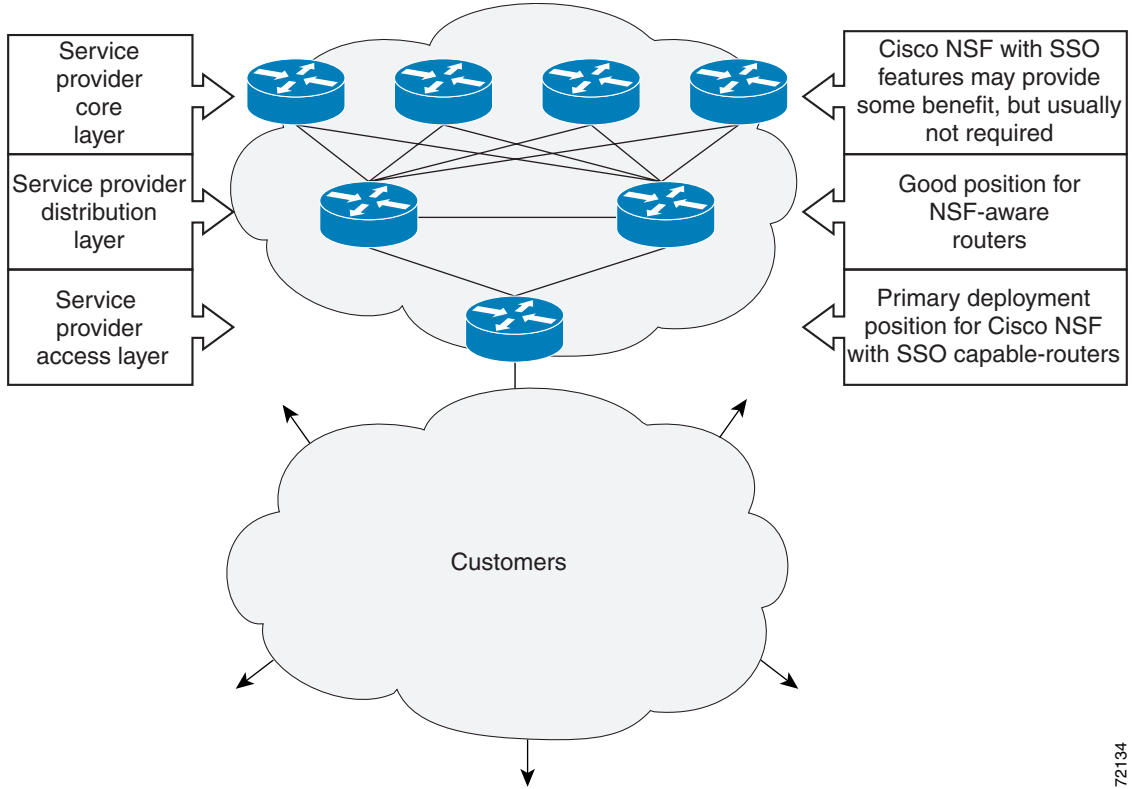 Service
provider
core
layer
Cisco NSF with SSO
features may provide
some benefit, but usually
not required
Service provider
distribution
layer
Good position for
NSF-aware
routers
Service
provider
access layer
Primary deployment
position for Cisco NSF
with SSO capable-routers
Customers
72134